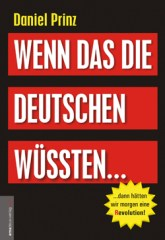 Daniel Prinz
WENN DAS DIE
DEUTSCHEN
WÜSSTEN...
...dann hätten
wir morgen eine
Revolution!